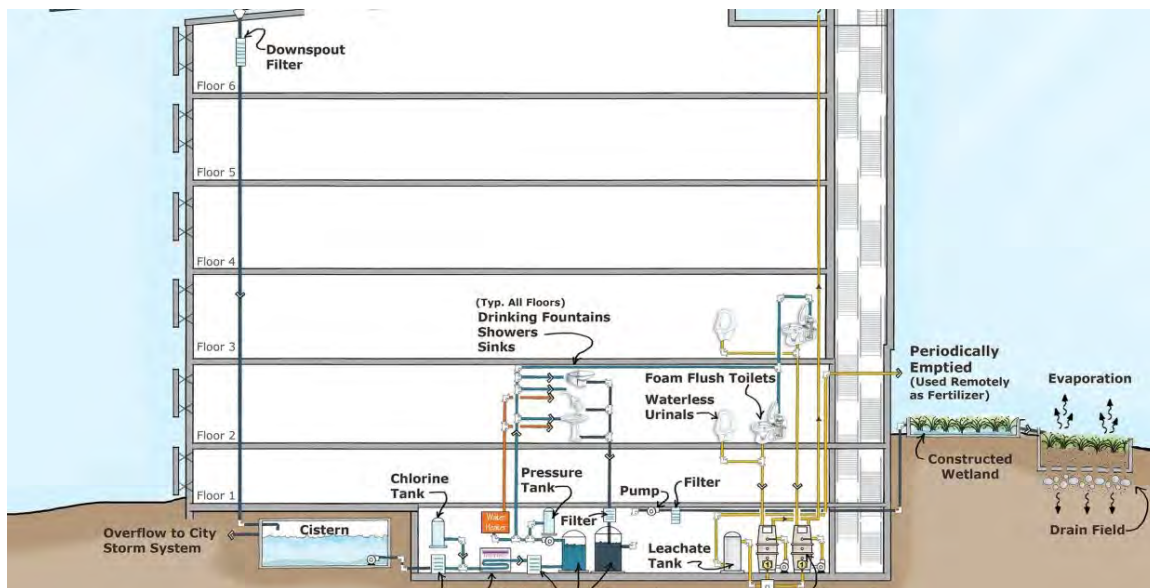 Downspout
Filter
Floor 6
Floor 5
Floor 4
(Typ. All Floors)
Drinking Fountains
Showers
Sinks
Floor 3
Foam Flush Toilets
Waterless
Urinals
Periodically
Emptied
(Used Remotely
as Fertilizer)
Evaporation
Floor 2
Constructed
Wetland
Chlorine
Tank
Pressure
Tank
Pump
Filter
Floor 1
Drain Field
Overflow to City
Storm System
Cistern
Water
Heater
Filter
Leachate
Tank